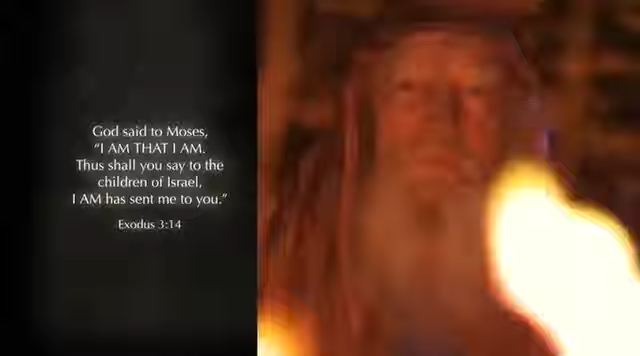 God said to Moses,
“I AM THAT I AM.
Thus shall you say to the
children of Israel,
I AM has sent me to you.”
Exodus 3:14